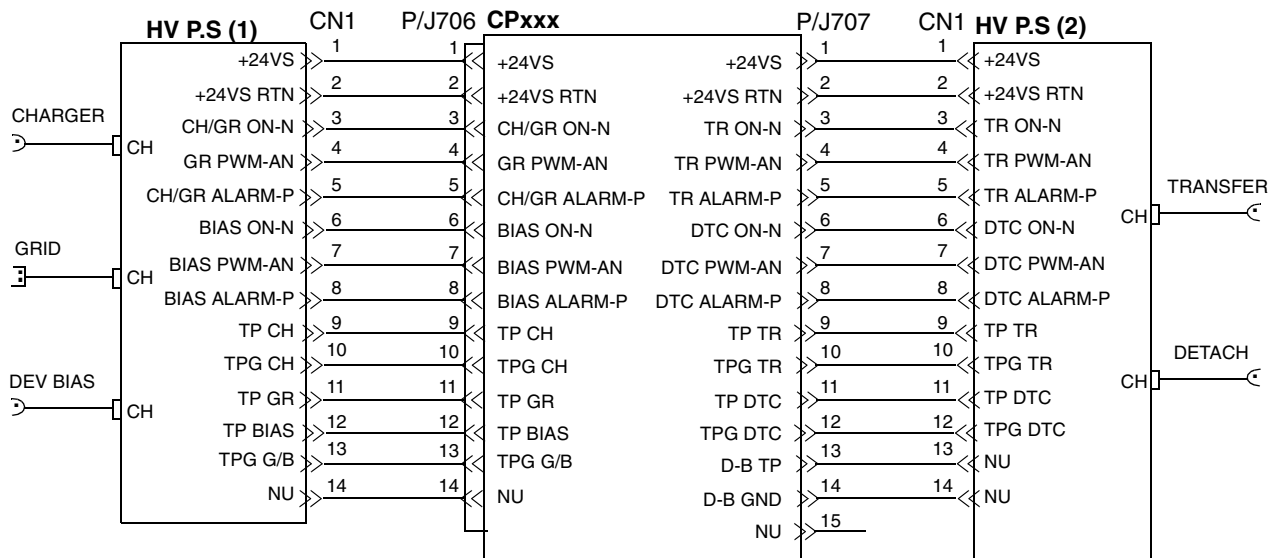 HV P.S (1) CN1 P/J706 CPxxx P/J707 CN1 HV P.S (2)
+24VS 1 1 +24VS +24VS 1 1 +24VS
+24VS RTN 2 2 +24VS RTN +24VS RTN 2 2 +24VS RTN
CHARGER
CH/GR ON-N 3 3 CH/GR ON-N TR ON-N 3 3 TR ON-N
CH
GR PWM-AN 4 4 GR PWM-AN TR PWM-AN 4 4 TR PWM-AN
CH/GR ALARM-P 5 5 CH/GR ALARM-P TR ALARM-P 5 5 TR ALARM-P
TRANSFER
CH
BIAS ON-N 6 6 BIAS ON-N DTC ON-N 6 6 DTC ON-N
GRID
BIAS PWM-AN 7 7 BIAS PWM-AN DTC PWM-AN 7 7 DTC PWM-AN
CH
BIAS ALARM-P 8 8 BIAS ALARM-P DTC ALARM-P 8 8 DTC ALARM-P
TP CH 9 9 TP CH TP TR 9 9 TP TR
TPG CH 10 10 TPG CH TPG TR 10 10 TPG TR
DETACH
CH
DEV BIAS
TP GR 11 11 TP GR TP DTC 11 11 TP DTC
CH
TP BIAS 12 12 TP BIAS TPG DTC 12 12 TPG DTC
TPG G/B 13 13 TPG G/B D-B TP 13 13 NU
NU 14 14 NU D-B GND 14 14 NU
NU 15